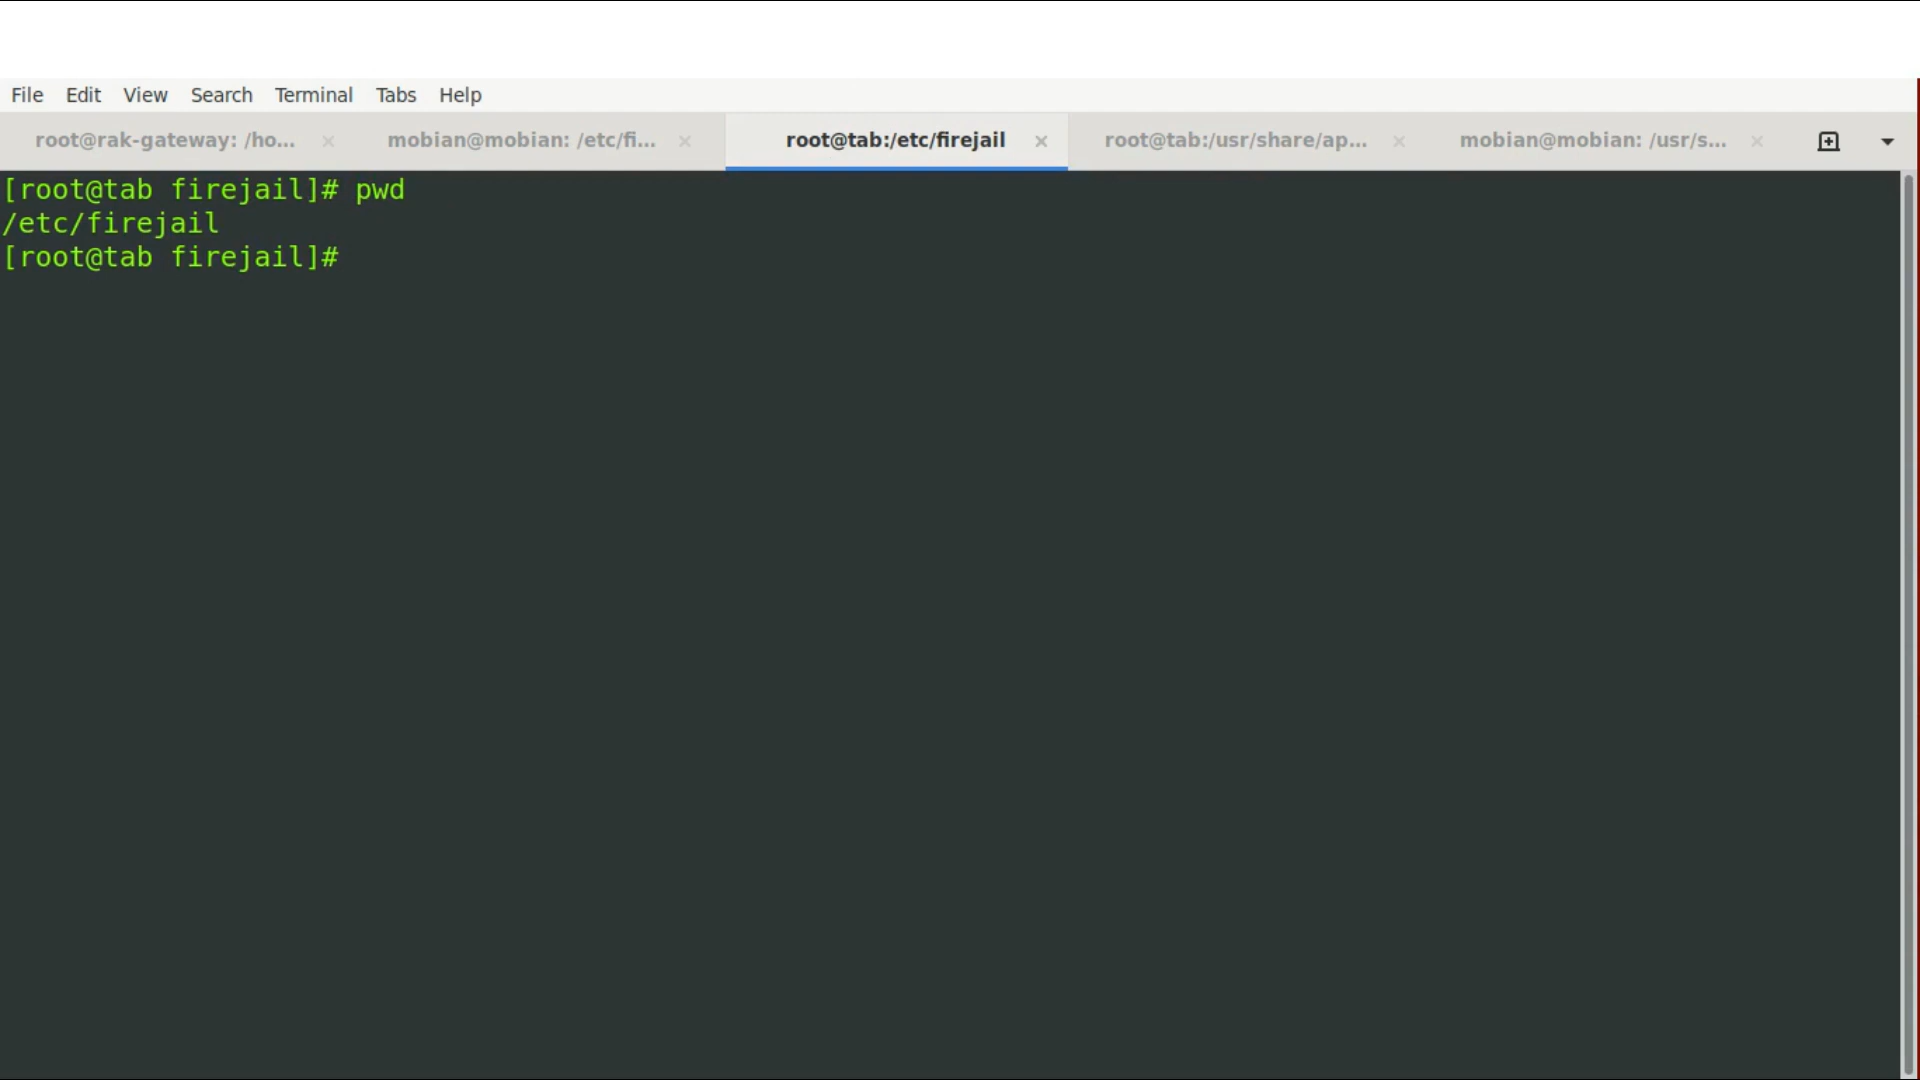 File Edit View Search Terminal Tabs Help
root@rak-gateway: /ho... mobian@mobian: /etc/fi... root@tab:/etc/firejail root@tab:/usr/share/ap... mobian@mobian: /usr/s...
[root@tab firejail]# pwd
/etc/firejail
[root@tab firejail]#